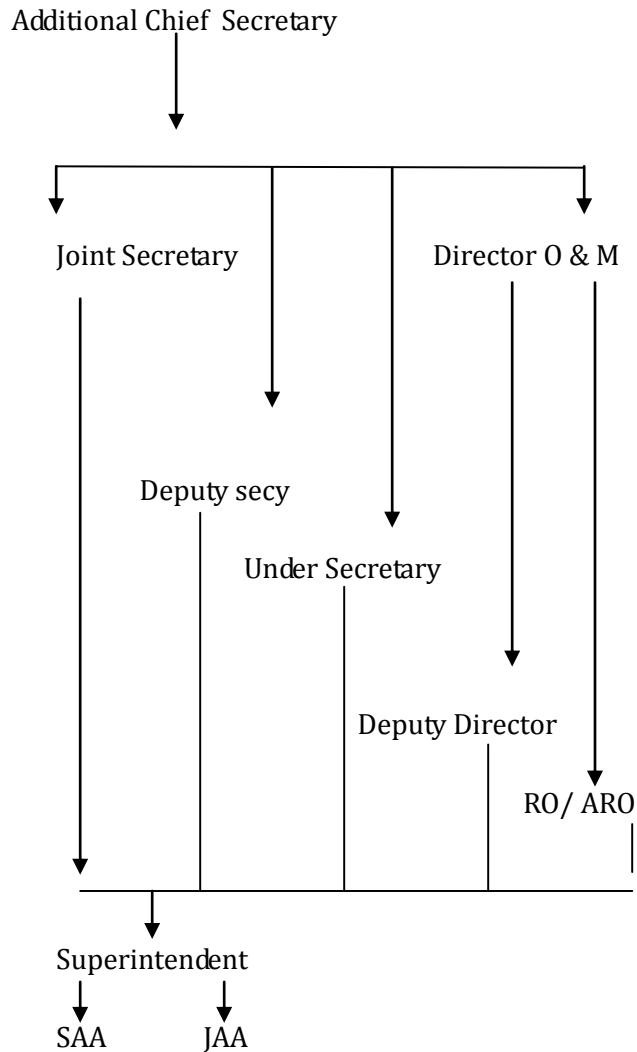 Additional Chief  Secretary
Joint Secretary
Director O & M
Deputy secy
Under Secretary
Deputy Director
RO/ ARO
Superintendent
SAA
JAA